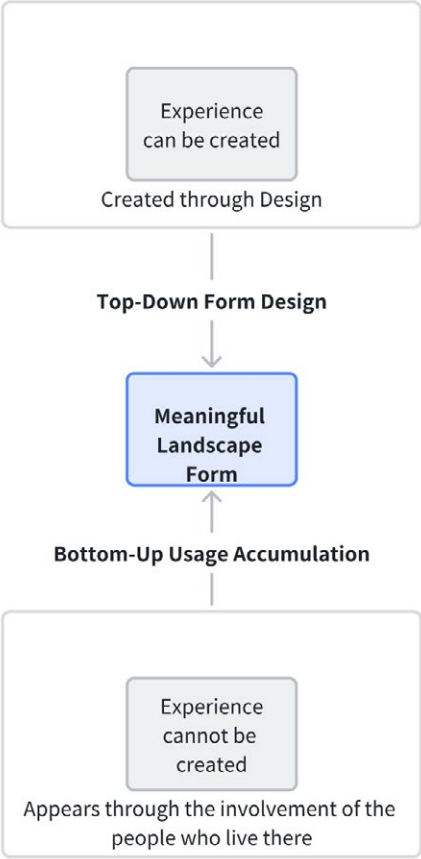 Experience
can be created
Created through Design
Top-Down Form Design
Meaningful
Landscape
Form
Bottom-Up Usage Accumulation
Experience
cannot be
created
Appears through the involvement of the
people who live there